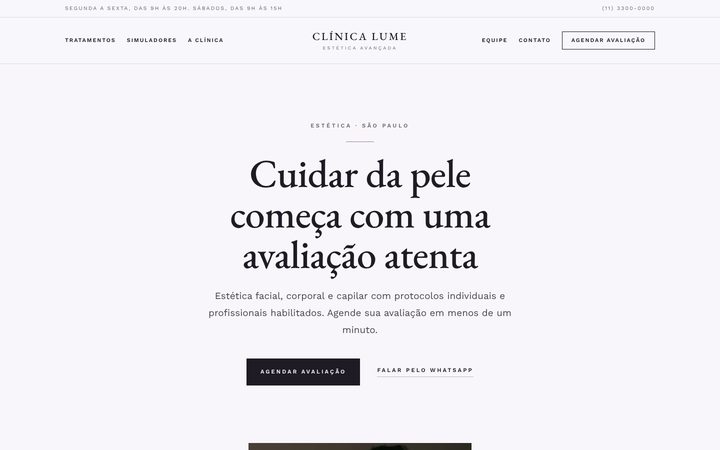 SEGUNDA A SEXTA, DAS 9H ÀS 20H. SÁBADOS, DAS 9H ÀS 15H
(11) 3300-0000
TRATAMENTOS SIMULADORES A CLÍNICA
CLÍNICA LUME
ESTÉTICA AVANÇADA
EQUIPE CONTATO AGENDAR AVALIAÇÃO
ESTÉTICA · SÃO PAULO
Cuidar da pele
começa com uma
avaliação atenta
Estética facial, corporal e capilar com protocolos individuais e
profissionais habilitados. Agende sua avaliação em menos de um
minuto.
AGENDAR AVALIAÇÃO
FALAR PELO WHATSAPP